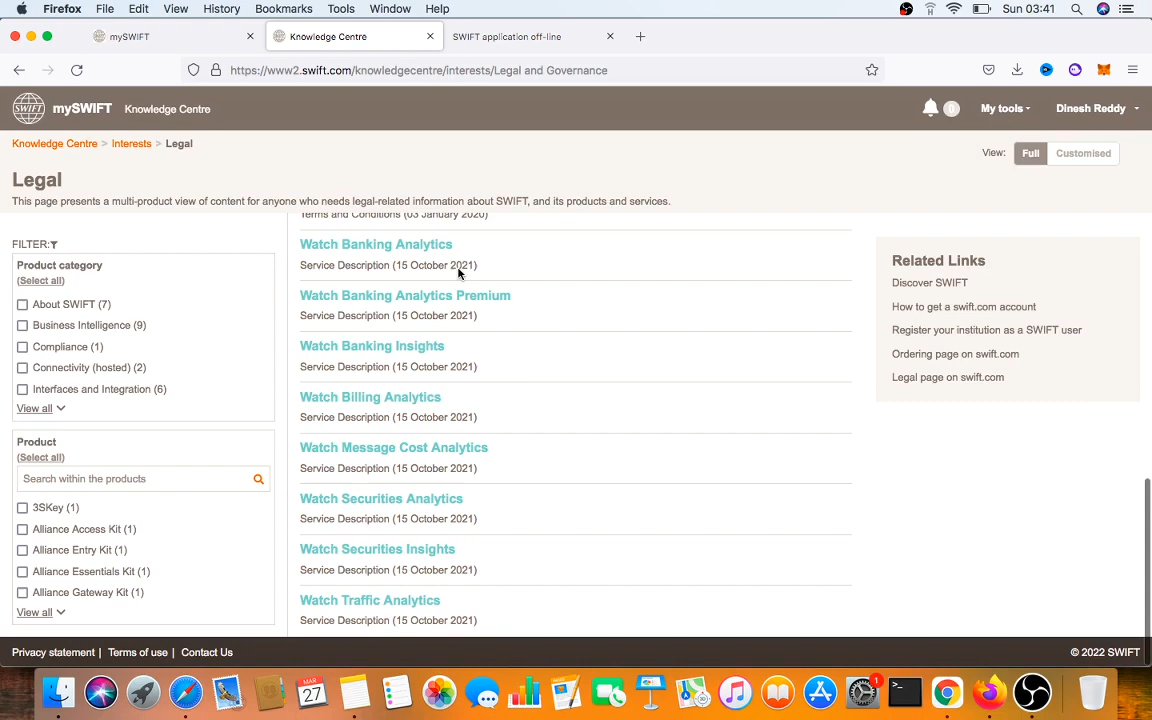 Firefox File Edit View History Bookmarks Tools Window Help Sun 03:41
mySWIFT Knowledge Centre SWIFT application off-line
https://www2.swift.com/knowledgecentre/interests/Legal and Governance
SWIFT mySWIFT Knowledge Centre 0 My tools Dinesh Reddy
Knowledge Centre > Interests > Legal
View: Full Customised
Legal
This page presents a multi-product view of content for anyone who needs legal-related information about SWIFT, and its products and services.
FILTER:
Product category
(Select all)
About SWIFT (7)
Business Intelligence (9)
Compliance (1)
Connectivity (hosted) (2)
Interfaces and Integration (6)
View all
Product
(Select all)
Search within the products
3SKey (1)
Alliance Access Kit (1)
Alliance Entry Kit (1)
Alliance Essentials Kit (1)
Alliance Gateway Kit (1)
View all
Terms and Conditions (03 January 2020)
Watch Banking Analytics
Service Description (15 October 2021)
Watch Banking Analytics Premium
Service Description (15 October 2021)
Watch Banking Insights
Service Description (15 October 2021)
Watch Billing Analytics
Service Description (15 October 2021)
Watch Message Cost Analytics
Service Description (15 October 2021)
Watch Securities Analytics
Service Description (15 October 2021)
Watch Securities Insights
Service Description (15 October 2021)
Watch Traffic Analytics
Service Description (15 October 2021)
Related Links
Discover SWIFT
How to get a swift.com account
Register your institution as a SWIFT user
Ordering page on swift.com
Legal page on swift.com
Privacy statement | Terms of use | Contact Us © 2022 SWIFT
MAR
27
1